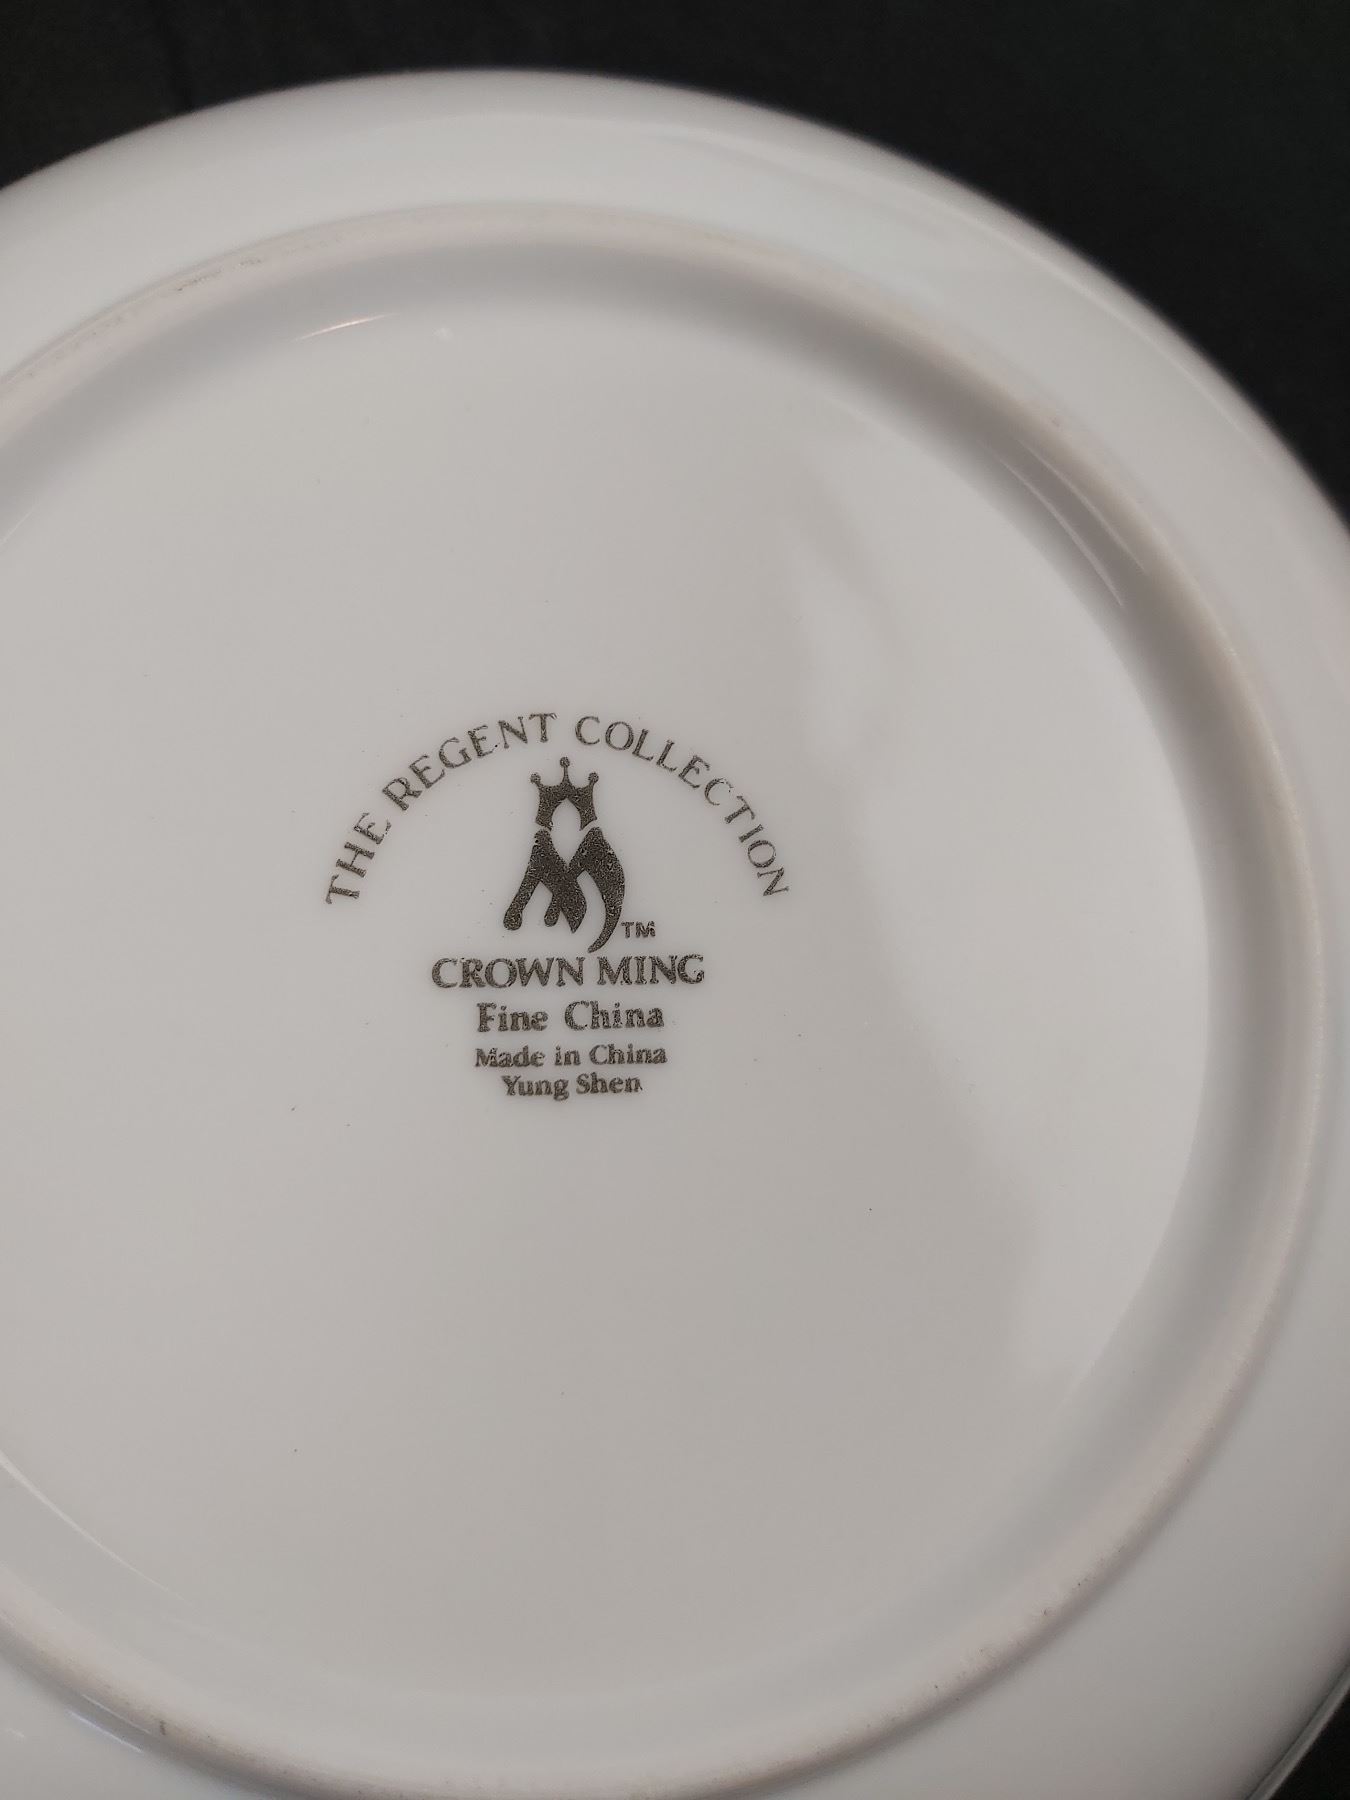 THE REGENT COLLECTION
TM
CROWN MING
Fine China
Made in China
Yung Shen